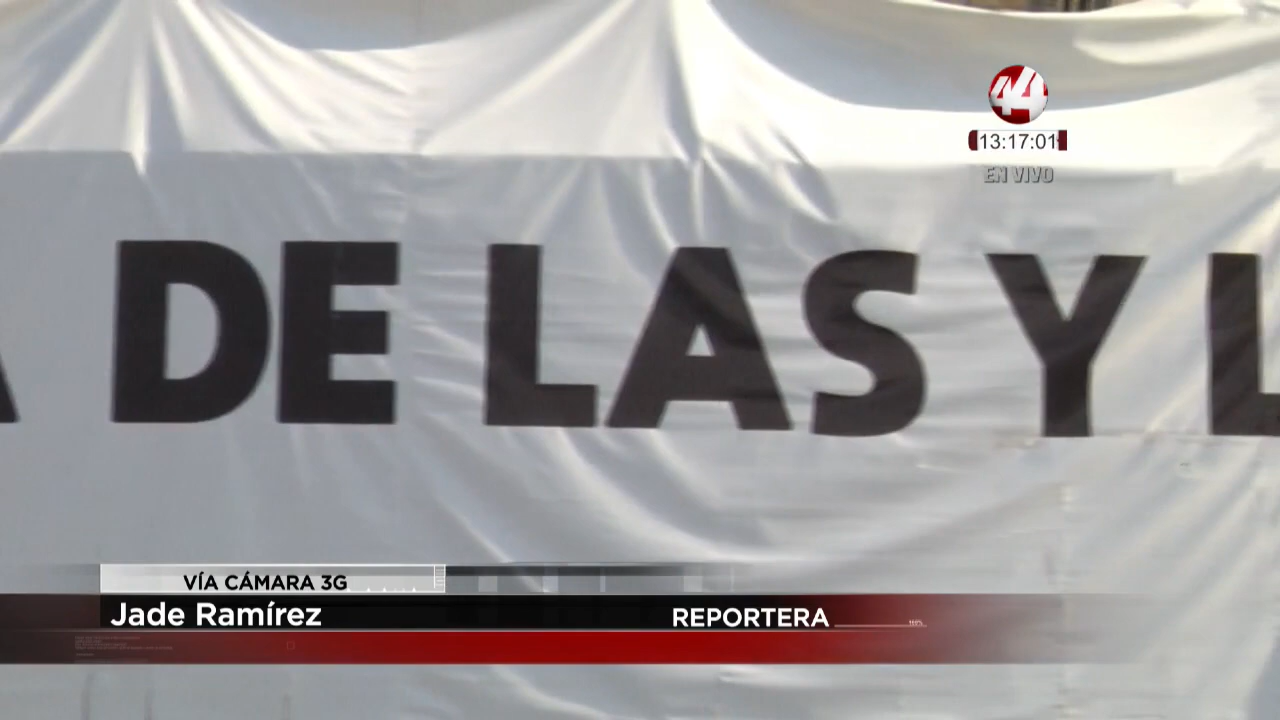 44
13:17:01
EN VIVO
A DE LAS Y L
VÍA CÁMARA 3G
Jade Ramírez REPORTERA